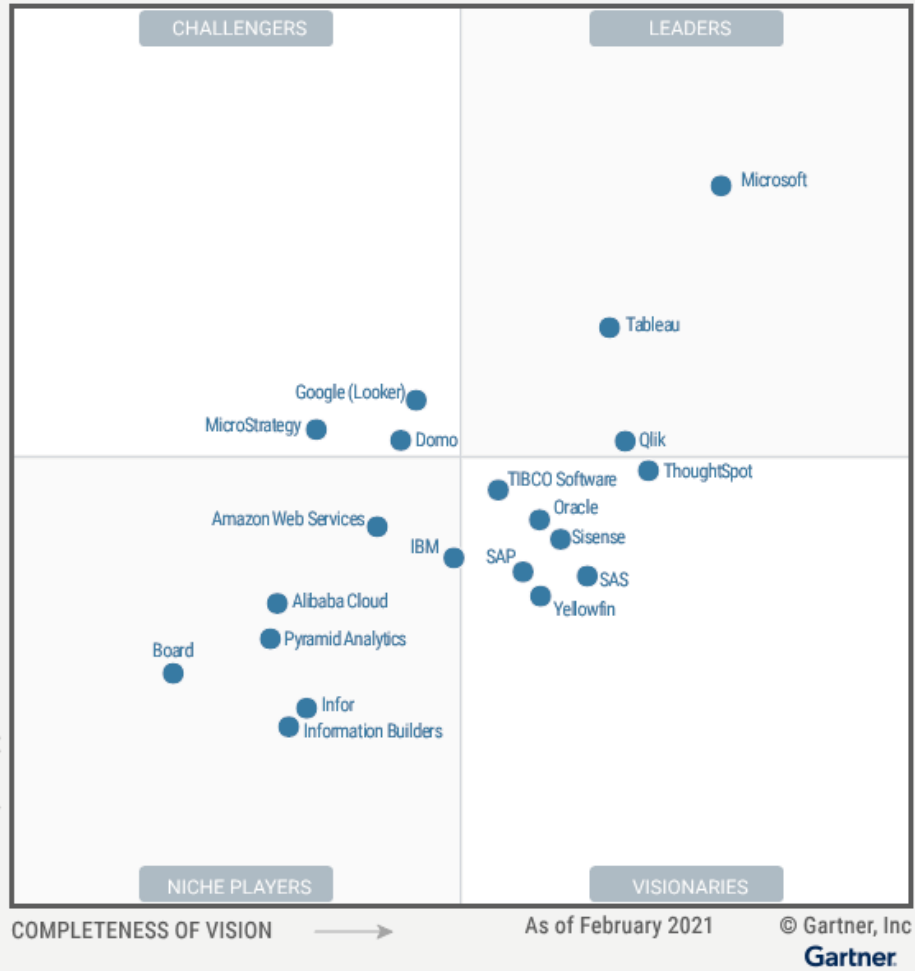 CHALLENGERS
LEADERS
Microsoft
Tableau
Google (Looker)
MicroStrategy
Domo
Qlik
ThoughtSpot
TIBCO Software
Oracle
Amazon Web Services
Sisense
IBM
SAP
SAS
Yellowfin
Alibaba Cloud
Pyramid Analytics
Board
Infor
Information Builders
NICHE PLAYERS
VISIONARIES
COMPLETENESS OF VISION
As of February 2021
© Gartner, Inc
Gartner